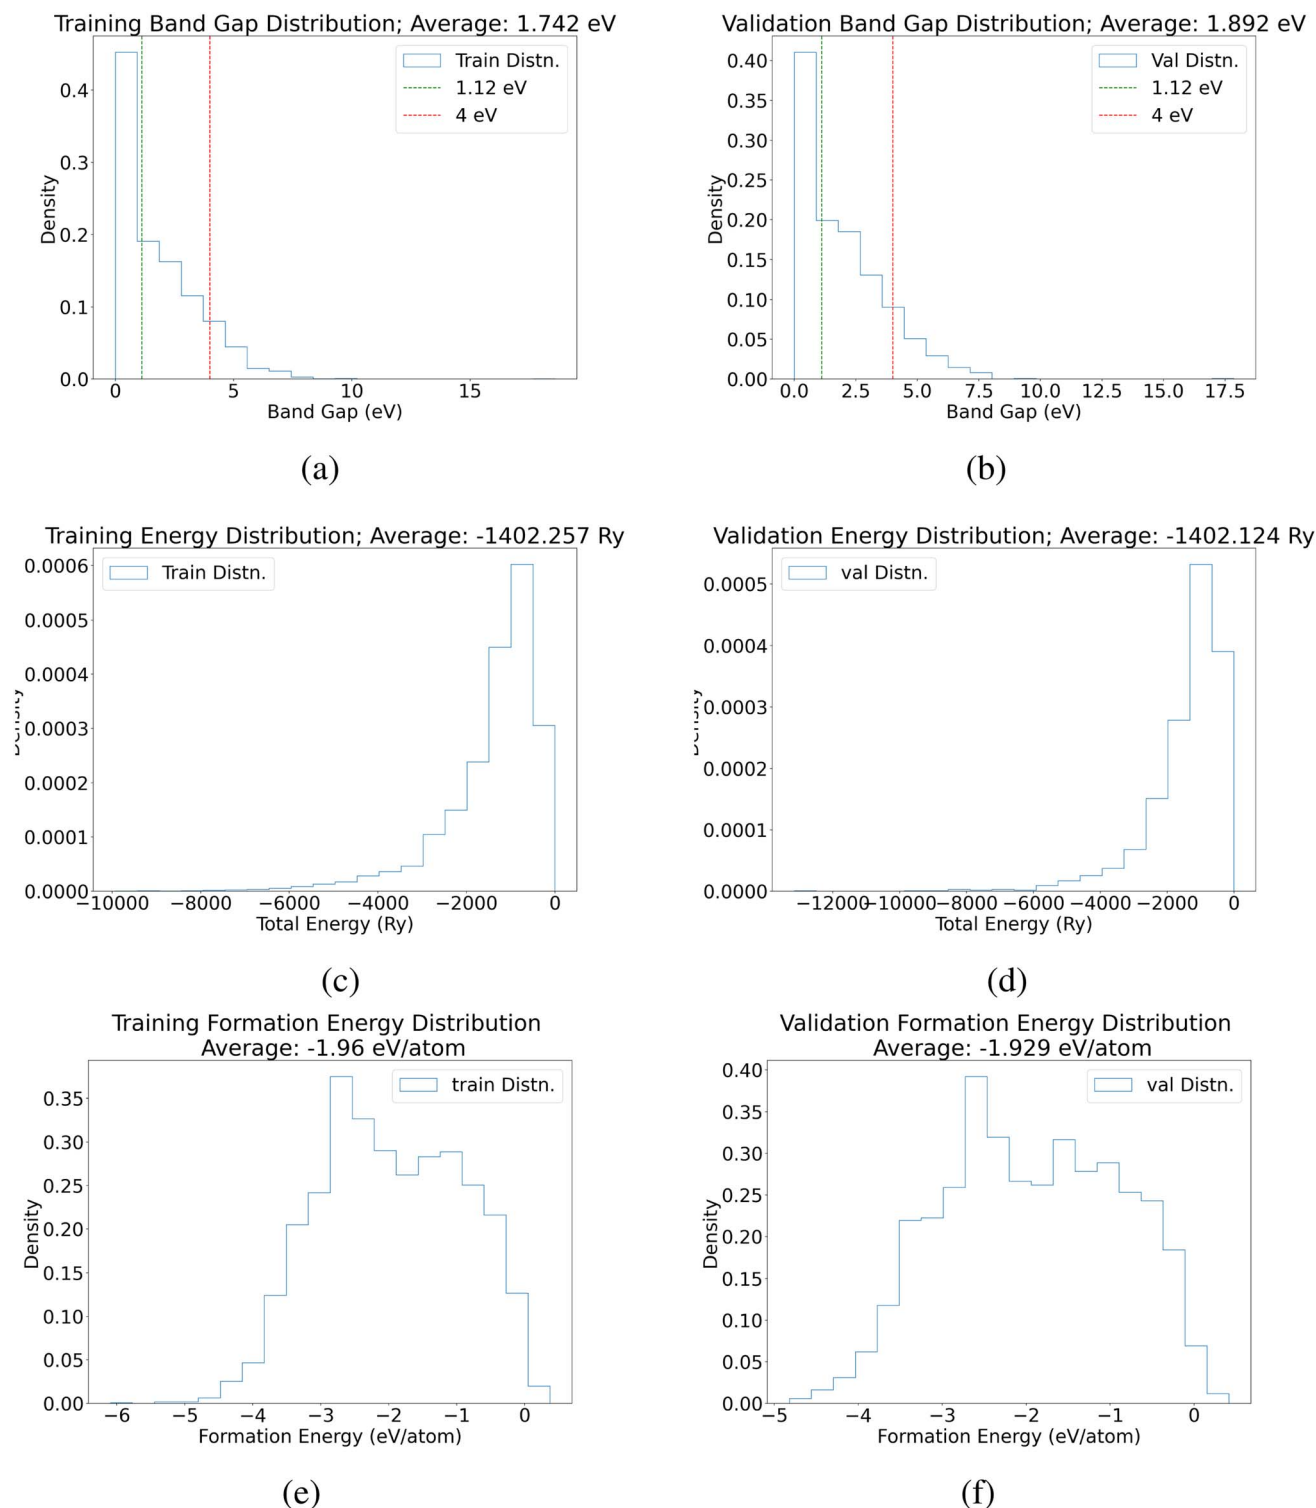 Training Band Gap Distribution; Average: 1.742 eV
Train Distn.
1.12 eV
4 eV
0.4
0.3
0.2
0.1
0.0
Density
0 5 10 15
Band Gap (eV)
(a)
Validation Band Gap Distribution; Average: 1.892 eV
Val Distn.
1.12 eV
4 eV
0.40
0.35
0.30
0.25
0.20
0.15
0.10
0.05
0.00
Density
0.0 2.5 5.0 7.5 10.0 12.5 15.0 17.5
Band Gap (eV)
(b)
Training Energy Distribution; Average: -1402.257 Ry
Train Distn.
0.0006
0.0005
0.0004
0.0003
0.0002
0.0001
0.0000
Density
−10000 −8000 −6000 −4000 −2000 0
Total Energy (Ry)
(c)
Validation Energy Distribution; Average: -1402.124 Ry
val Distn.
0.0005
0.0004
0.0003
0.0002
0.0001
0.0000
Density
−12000 −10000 −8000 −6000 −4000 −2000 0
Total Energy (Ry)
(d)
Training Formation Energy Distribution
Average: -1.96 eV/atom
train Distn.
0.35
0.30
0.25
0.20
0.15
0.10
0.05
0.00
Density
−6 −5 −4 −3 −2 −1 0
Formation Energy (eV/atom)
(e)
Validation Formation Energy Distribution
Average: -1.929 eV/atom
val Distn.
0.40
0.35
0.30
0.25
0.20
0.15
0.10
0.05
0.00
Density
−5 −4 −3 −2 −1 0
Formation Energy (eV/atom)
(f)